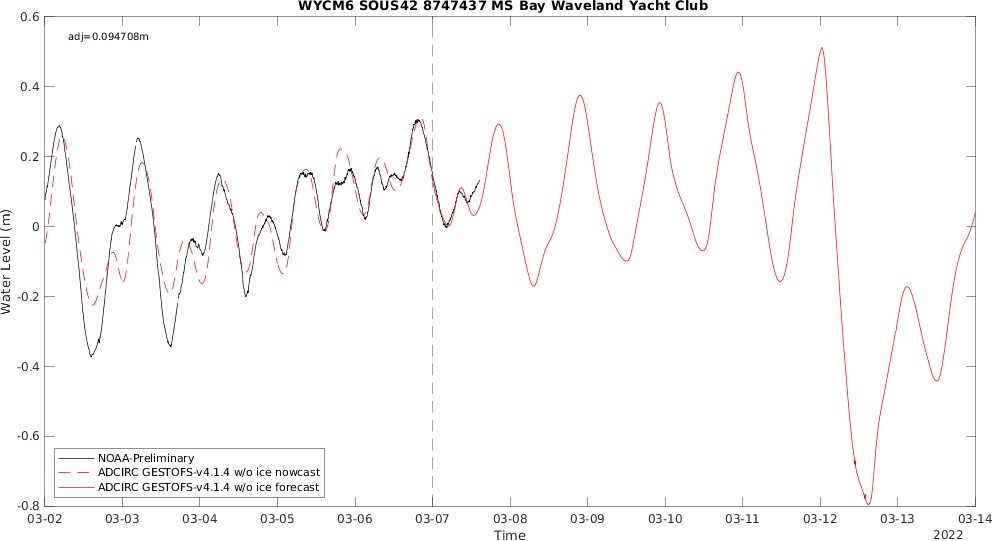 WYCM6 SOUS42 8747437 MS Bay Waveland Yacht Club
adj=0.094708m
0.6
0.4
0.2
0
-0.2
-0.4
-0.6
-0.8
Water Level (m)
NOAA-Preliminary
ADCIRC GESTOFS-v4.1.4 w/o ice nowcast
ADCIRC GESTOFS-v4.1.4 w/o ice forecast
03-02 03-03 03-04 03-05 03-06 03-07 03-08 03-09 03-10 03-11 03-12 03-13 03-14
Time
2022